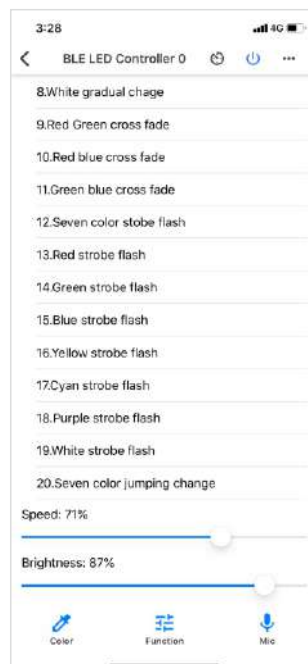 3:28
4G
BLE LED Controller 0
8.White gradual chage
9.Red Green cross fade
10.Red blue cross fade
11.Green blue cross fade
12.Seven color stobe flash
13.Red strobe flash
14.Green strobe flash
15.Blue strobe flash
16.Yellow strobe flash
17.Cyan strobe flash
18.Purple strobe flash
19.White strobe flash
20.Seven color jumping change
Speed: 71%
Brightness: 87%
Color
Function
Mic